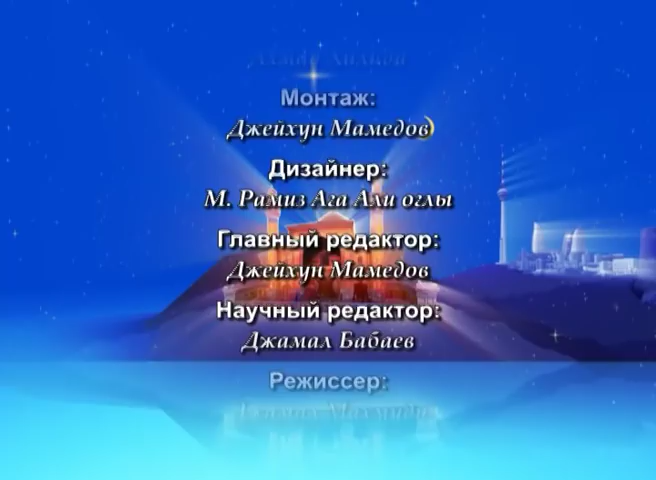 Монтаж:
Джейхун Мамедов
Дизайнер:
М. Рамиз Ага Али оглы
Главный редактор:
Джейхун Мамедов
Научный редактор:
Джамал Бабаев
Режиссер: